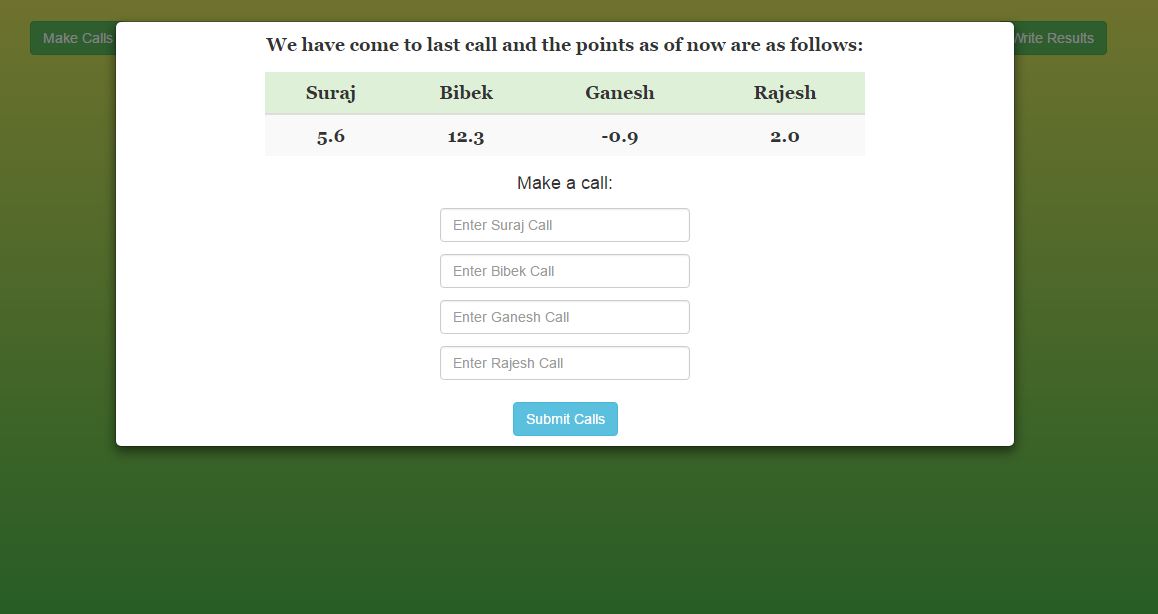 Make Calls
Write Results
We have come to last call and the points as of now are as follows:
Suraj Bibek Ganesh Rajesh
5.6 12.3 -0.9 2.0
Make a call:
Enter Suraj Call
Enter Bibek Call
Enter Ganesh Call
Enter Rajesh Call
Submit Calls